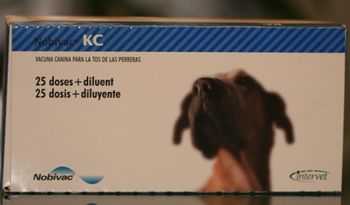 Nobivac® KC
VACUNA CANINA PARA LA TOS DE LAS PERRERAS
25 doses+diluent
25 dosis+diluyente
Nobivac
Intervet